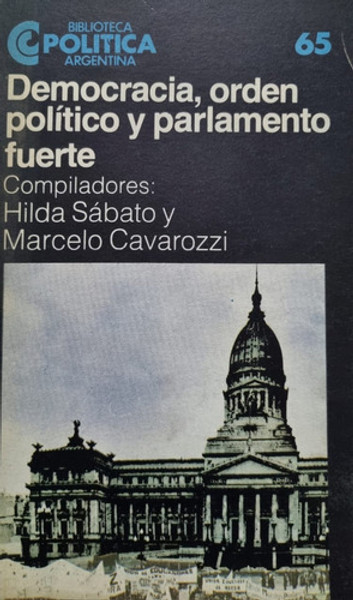 BIBLIOTECA
POLITICA
ARGENTINA
65
Democracia, orden
político y parlamento
fuerte
Compiladores:
Hilda Sábato y
Marcelo Cavarozzi